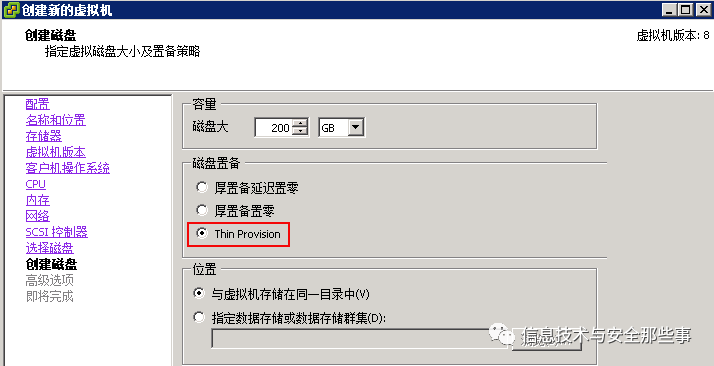 创建新的虚拟机
创建磁盘
指定虚拟磁盘大小及置备策略
虚拟机版本: 8
配置
名称和位置
存储器
虚拟机版本
客户机操作系统
CPU
内存
网络
SCSI 控制器
选择磁盘
创建磁盘
高级选项
即将完成
容量
磁盘大
200
GB
磁盘置备
厚置备延迟置零
厚置备置零
Thin Provision
位置
与虚拟机存储在同一目录中(V)
指定数据存储或数据存储群集(D):
信息技术与安全那些事